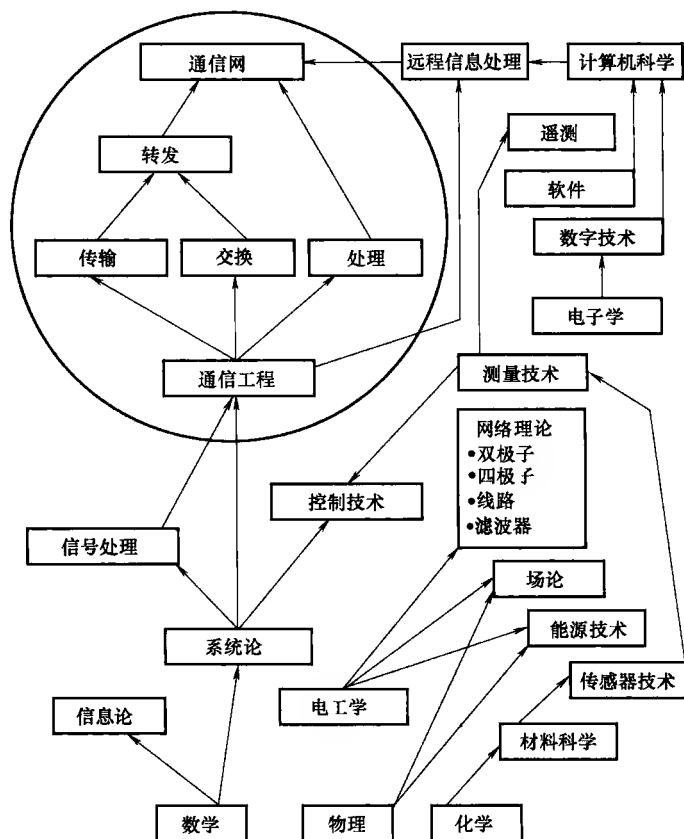 通信网
远程信息处理
计算机科学
遥测
转发
软件
数字技术
传输
交换
处理
电子学
通信工程
测量技术
网络理论
•双极子
•四极子
•线路
•滤波器
控制技术
信号处理
场论
能源技术
系统论
传感器技术
电工学
信息论
材料科学
数学
物理
化学